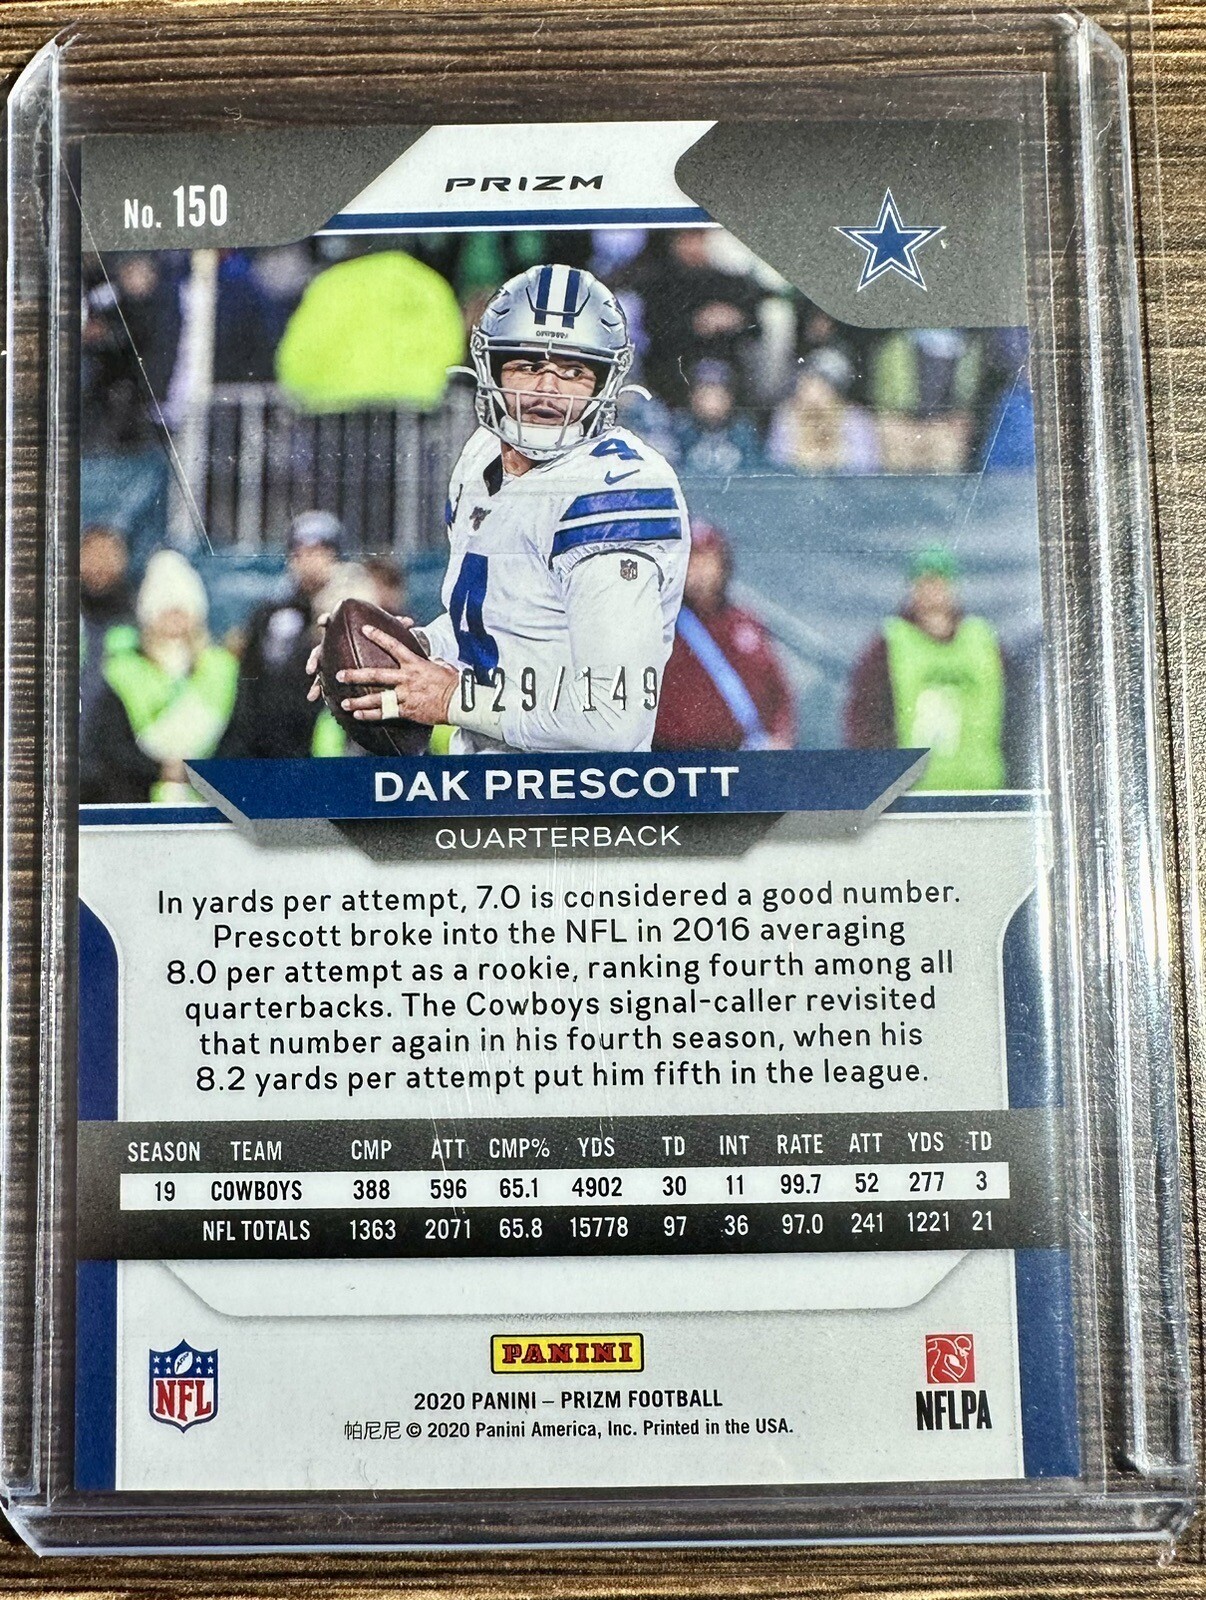 No. 150
PRIZM
COWBOYS
4
4
NFL
029/149
DAK PRESCOTT
QUARTERBACK
In yards per attempt, 7.0 is considered a good number.
Prescott broke into the NFL in 2016 averaging
8.0 per attempt as a rookie, ranking fourth among all
quarterbacks. The Cowboys signal-caller revisited
that number again in his fourth season, when his
8.2 yards per attempt put him fifth in the league.
SEASON TEAM CMP ATT CMP% YDS TD INT RATE ATT YDS TD
19 COWBOYS 388 596 65.1 4902 30 11 99.7 52 277 3
NFL TOTALS 1363 2071 65.8 15778 97 36 97.0 241 1221 21
NFL
PANINI
NFLPA
2020 PANINI – PRIZM FOOTBALL
帕尼尼 © 2020 Panini America, Inc. Printed in the USA.